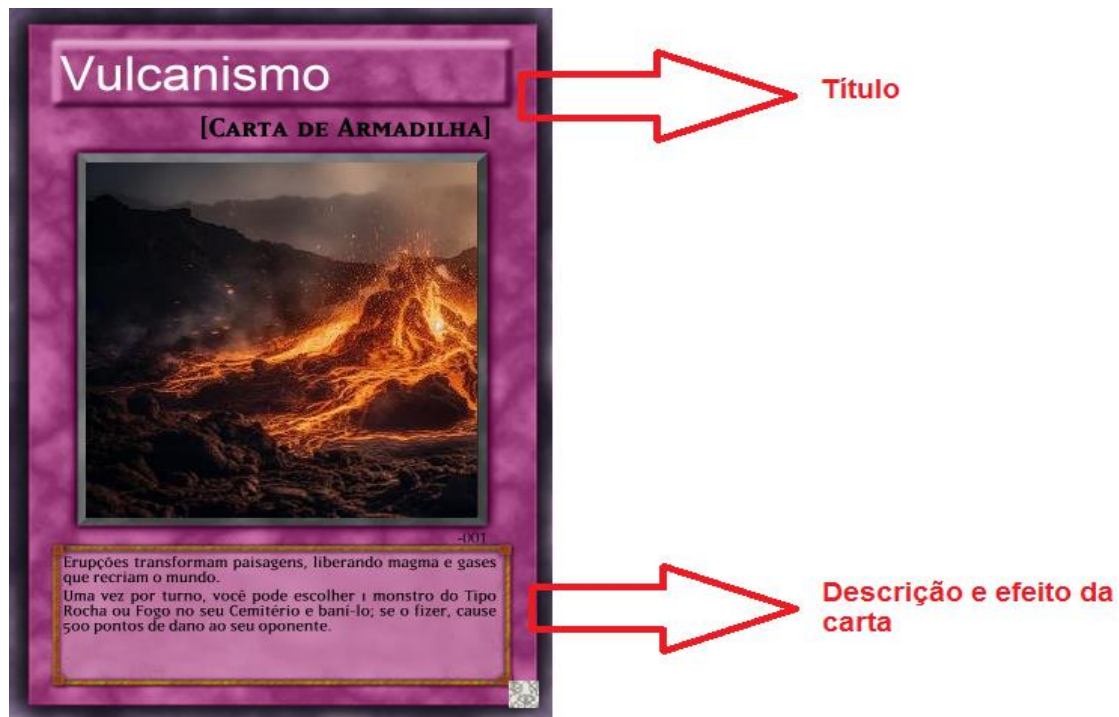 Vulcanismo
Título
[Carta de Armadilha]
-001
Erupções transformam paisagens, liberando magma e gases
que recriam o mundo.
Uma vez por turno, você pode escolher 1 monstro do Tipo
Rocha ou Fogo no seu Cemitério e bani-lo; se o fizer, cause
500 pontos de dano ao seu oponente.
Descrição e efeito da
carta